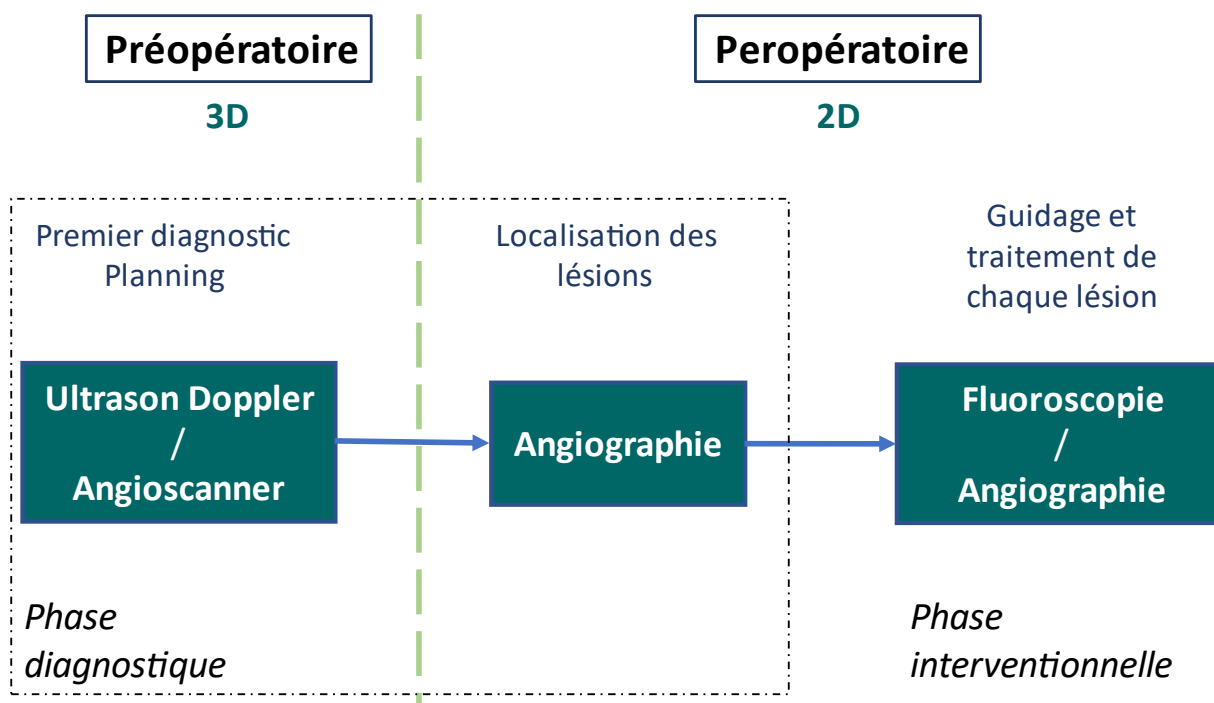 Préopératoire
3D
Peropératoire
2D
Premier diagnostic
Planning
Localisation des
lésions
Guidage et
traitement de
chaque lésion
Ultrason Doppler
/
Angioscanner
Angiographie
Fluoroscopie
/
Angiographie
Phase
diagnostique
Phase
interventionnelle